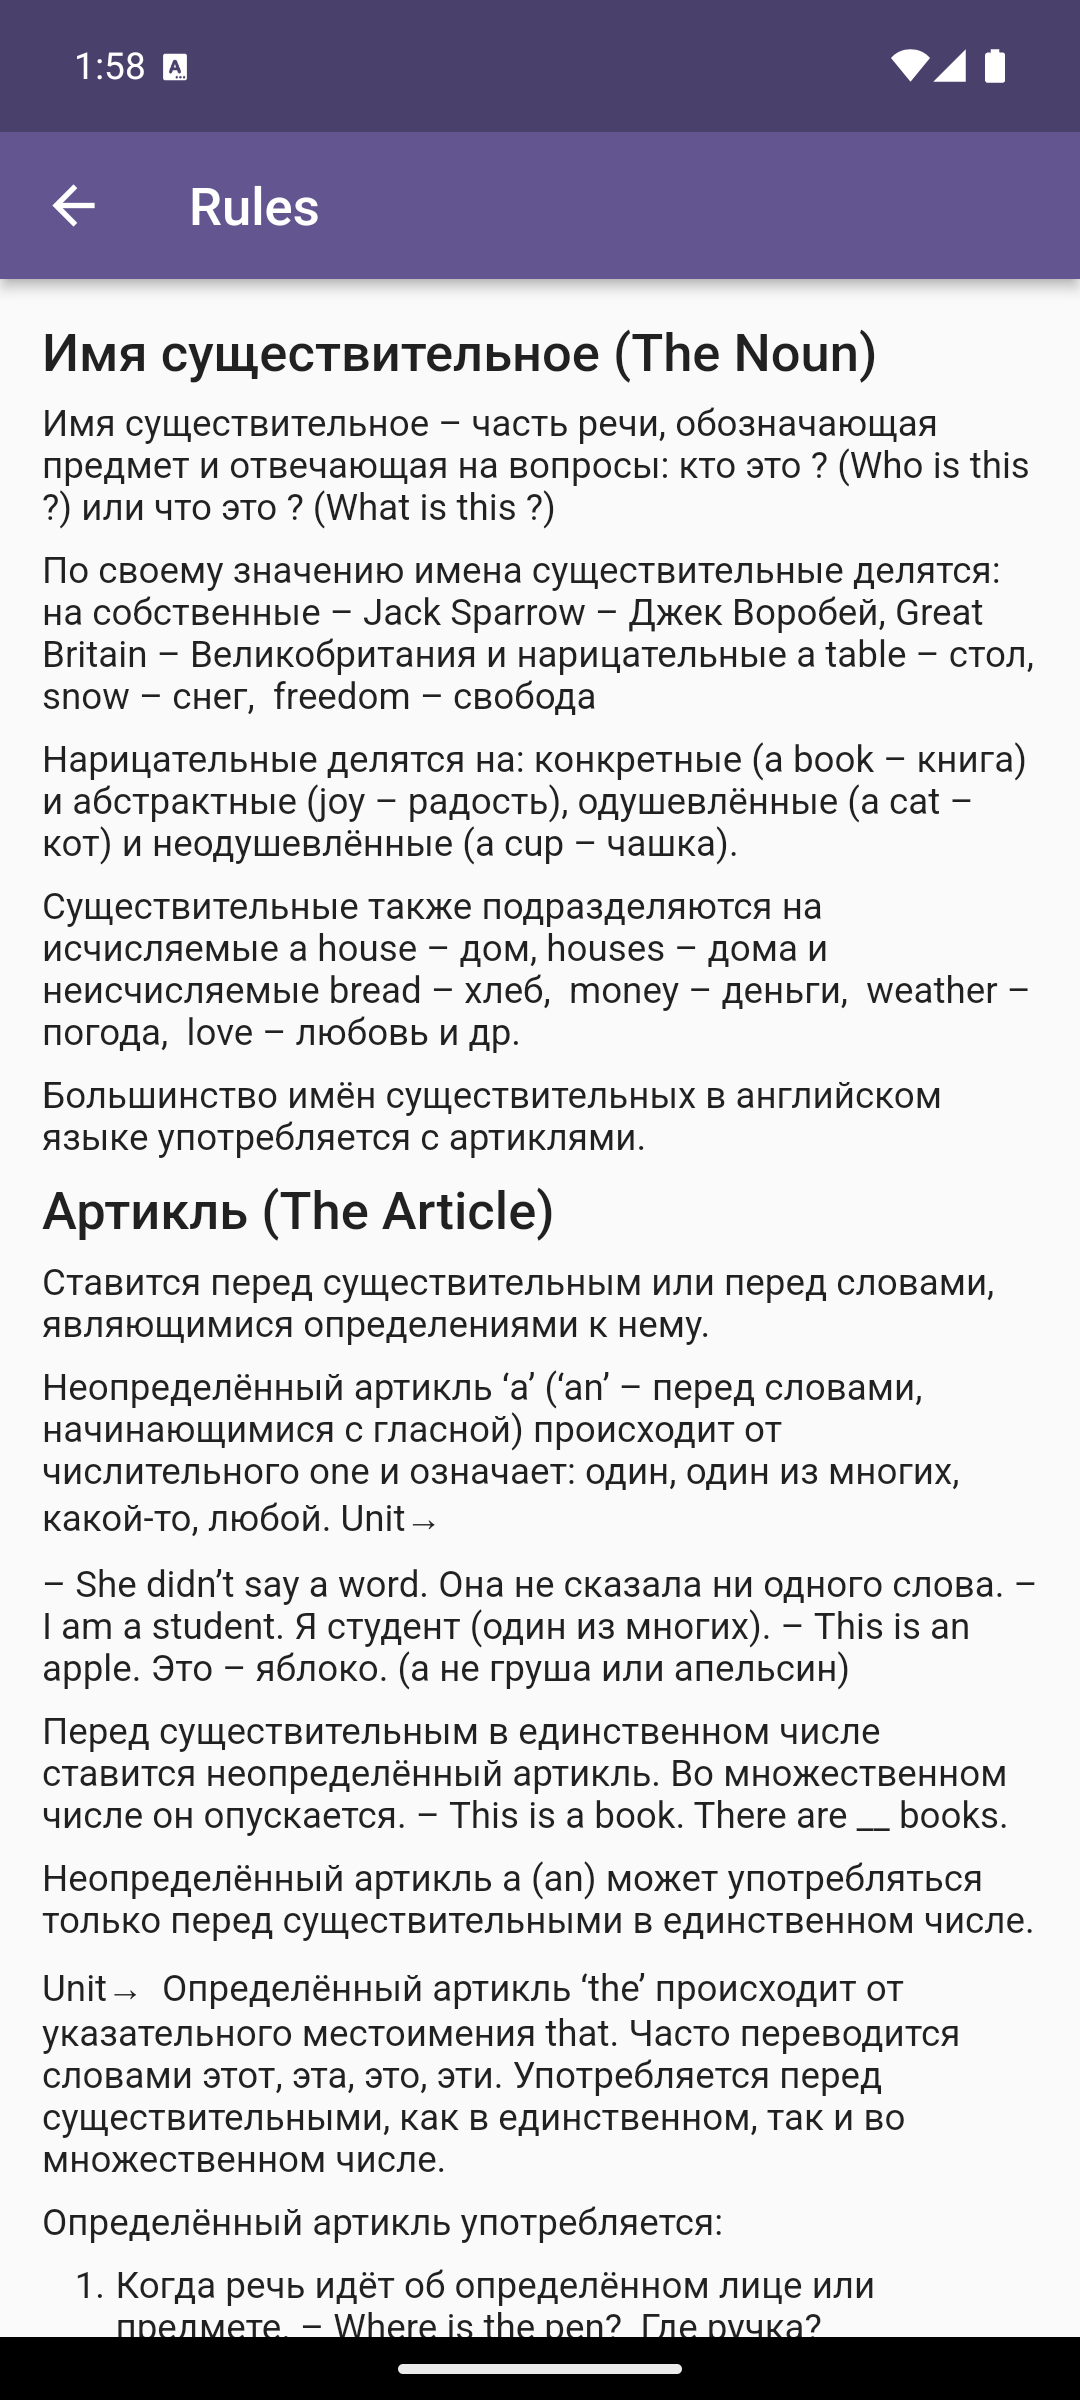 1:58
Rules
Имя существительное (The Noun)
Имя существительное – часть речи, обозначающая
предмет и отвечающая на вопросы: кто это ? (Who is this
?) или что это ? (What is this ?)
По своему значению имена существительные делятся:
на собственные – Jack Sparrow – Джек Воробей, Great
Britain – Великобритания и нарицательные a table – стол,
snow – снег,  freedom – свобода
Нарицательные делятся на: конкретные (a book – книга)
и абстрактные (joy – радость), одушевлённые (a cat –
кот) и неодушевлённые (a cup – чашка).
Существительные также подразделяются на
исчисляемые a house – дом, houses – дома и
неисчисляемые bread – хлеб,  money – деньги,  weather –
погода,  love – любовь и др.
Большинство имён существительных в английском
языке употребляется с артиклями.
Артикль (The Article)
Ставится перед существительным или перед словами,
являющимися определениями к нему.
Неопределённый артикль ‘a’ (‘an’ – перед словами,
начинающимися с гласной) происходит от
числительного one и означает: один, один из многих,
какой-то, любой. Unit→
– She didn’t say a word. Она не сказала ни одного слова. –
I am a student. Я студент (один из многих). – This is an
apple. Это – яблоко. (а не груша или апельсин)
Перед существительным в единственном числе
ставится неопределённый артикль. Во множественном
числе он опускается. – This is a book. There are __ books.
Неопределённый артикль a (an) может употребляться
только перед существительными в единственном числе.
Unit→  Определённый артикль ‘the’ происходит от
указательного местоимения that. Часто переводится
словами этот, эта, это, эти. Употребляется перед
существительными, как в единственном, так и во
множественном числе.
Определённый артикль употребляется:
1. Когда речь идёт об определённом лице или
предмете. – Where is the pen?  Где ручка?